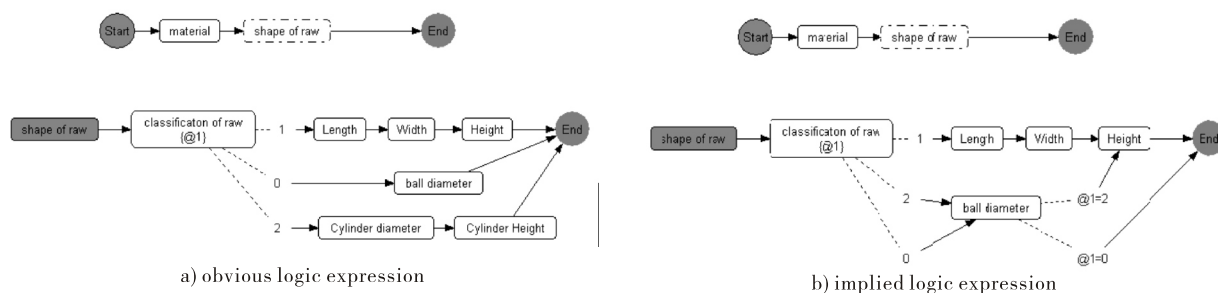 Start material shape of raw End
shape of raw classificaton of raw 1 Length Width Height End
(@1)
0 ball diameter
2 Cylinder diameter Cylinder Height
a) obvious logic expression
Start material shape of raw End
shape of raw classificaton of raw 1 Length Width Height End
(@1)
2 ball diameter @1=2
0 @1=0
b) implied logic expression